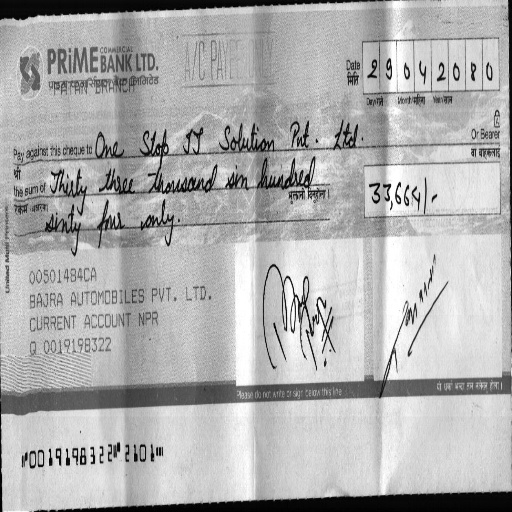 PRIME COMMERCIAL BANK LTD.
PATAN BRANCH
A/C PAYEE ONLY
Date 2 9 0 4 2 0 8 0
मिति
Day/गते Month/महिना Year/साल
Pay against this cheque to One Stop IT Solution Pvt. Ltd. Or Bearer
श्री वा वाहकलाई
the sum of Thirty three thousand six hundred
रकम अक्षरमा भुक्तानी दिनुहोला।
sixty four only.
33,664/-
00501484CA
BAJRA AUTOMOBILES PVT. LTD.
CURRENT ACCOUNT NPR
Q 0019198322
Please do not write or sign below this line
⑈0019198322⑈ 2101⑈